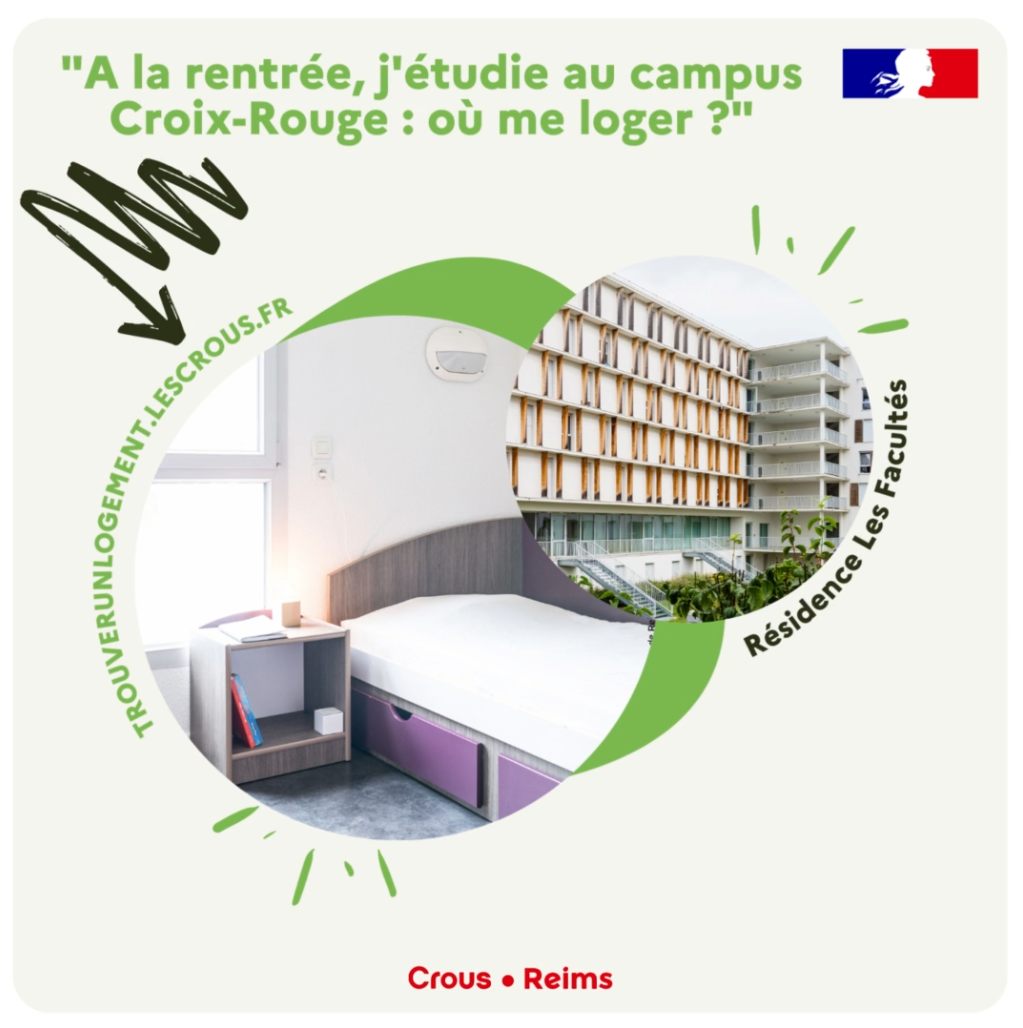 "A la rentrée, j'étudie au campus
Croix-Rouge : où me loger ?"
TROUVERUNLOGEMENT.LESCROUS.FR
Résidence Les Facultés
Crous • Reims